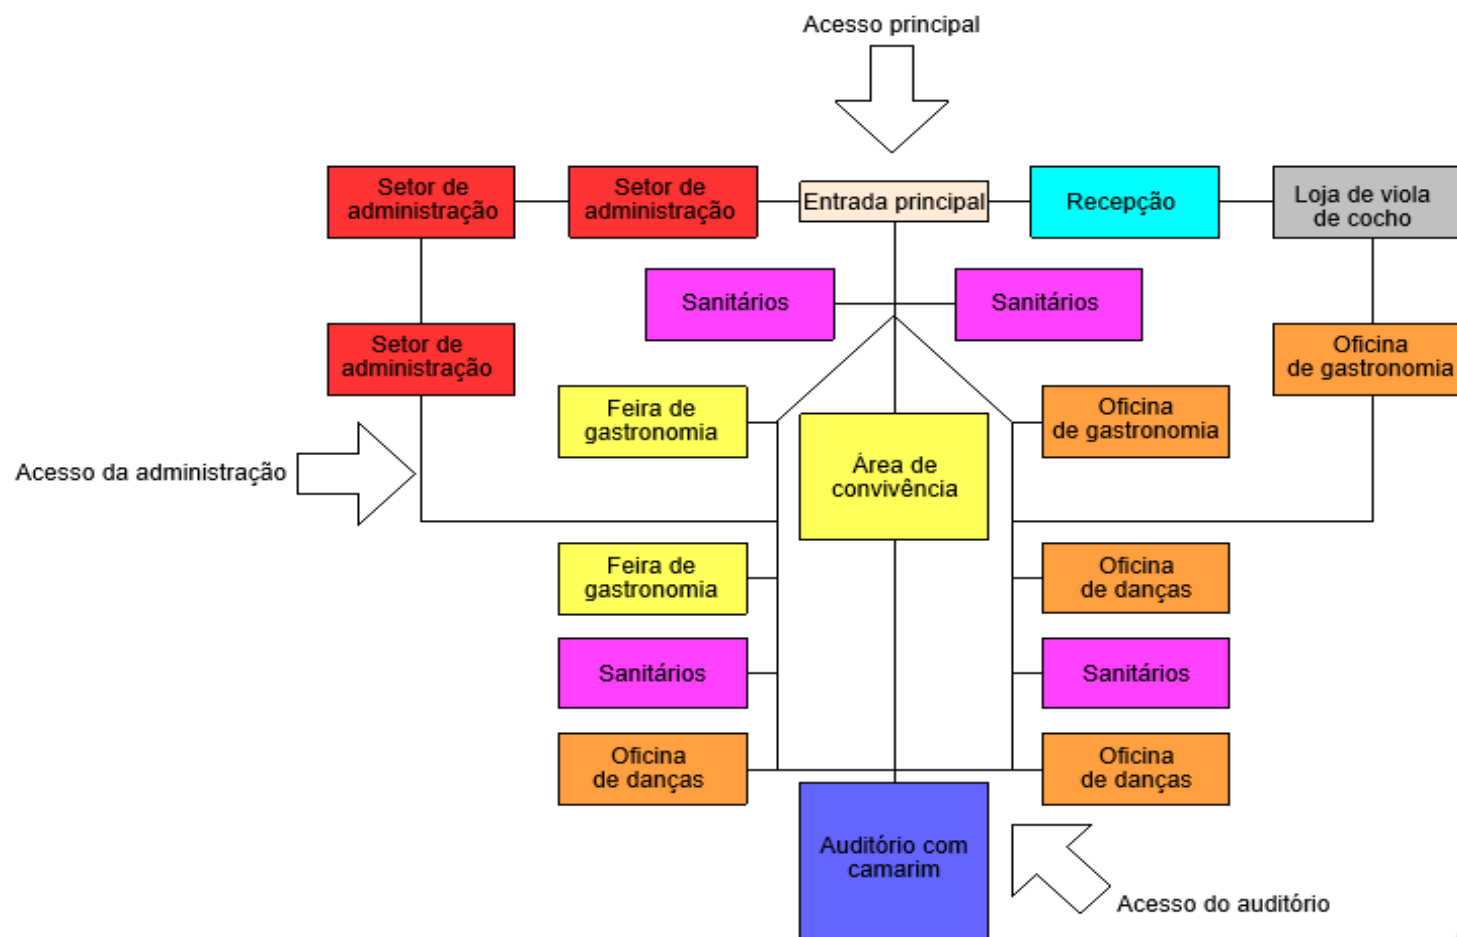 Acesso principal
Setor de
administração
Setor de
administração
Entrada principal
Recepção
Loja de viola
de cocho
Sanitários
Sanitários
Setor de
administração
Oficina
de gastronomia
Feira de
gastronomia
Oficina
de gastronomia
Área de
convivência
Acesso da administração
Feira de
gastronomia
Oficina
de danças
Sanitários
Sanitários
Oficina
de danças
Oficina
de danças
Auditório com
camarim
Acesso do auditório